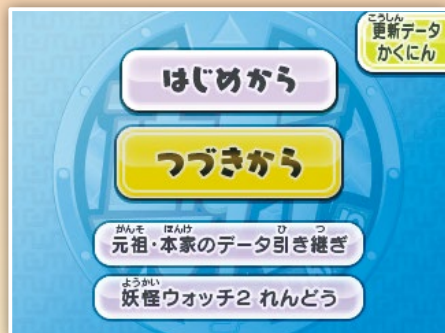 更新データ
かくにん
はじめから
つづきから
元祖・本家のデータ引き継ぎ
妖怪ウォッチ2 れんどう